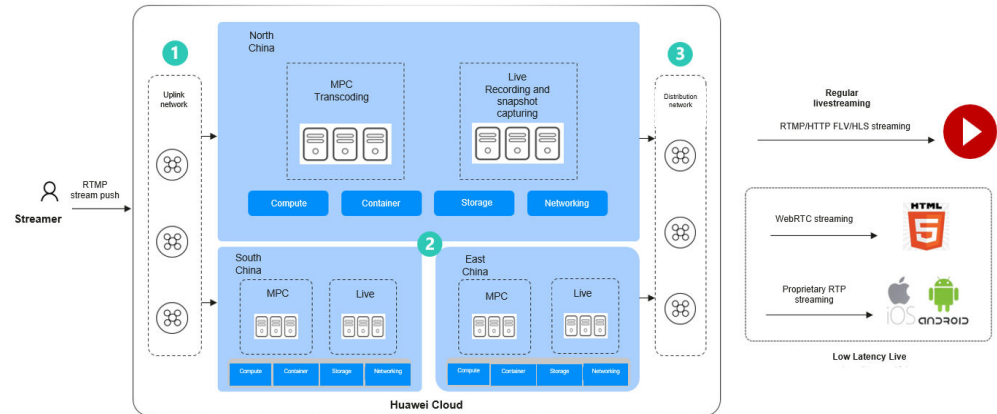 North
China
1
3
Uplink
network
MPC
Transcoding
Live
Recording and
snapshot
capturing
Distribution
network
Regular
livestreaming
RTMP/HTTP FLV/HLS streaming
RTMP
stream push
Streamer
Compute
Container
Storage
Networking
2
South
China
MPC
Live
East
China
MPC
Live
Compute
Container
Storage
Networking
Compute
Container
Storage
Networking
Huawei Cloud
WebRTC streaming
HTML
5
Proprietary RTP
streaming
iOS
android
Low Latency Live